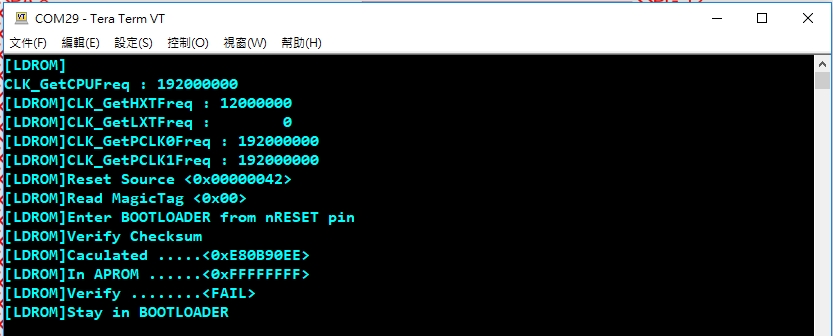 COM29 - Tera Term VT
文件(F) 編輯(E) 設定(S) 控制(O) 視窗(W) 幫助(H)
[LDROM]
CLK_GetCPUFreq : 192000000
[LDROM]CLK_GetHXTFreq : 12000000
[LDROM]CLK_GetLXTFreq :        0
[LDROM]CLK_GetPCLK0Freq : 192000000
[LDROM]CLK_GetPCLK1Freq : 192000000
[LDROM]Reset Source <0x00000042>
[LDROM]Read MagicTag <0x00>
[LDROM]Enter BOOTLOADER from nRESET pin
[LDROM]Verify Checksum
[LDROM]Caculated .....<0xE80B90EE>
[LDROM]In APROM ......<0xFFFFFFFF>
[LDROM]Verify ........<FAIL>
[LDROM]Stay in BOOTLOADER